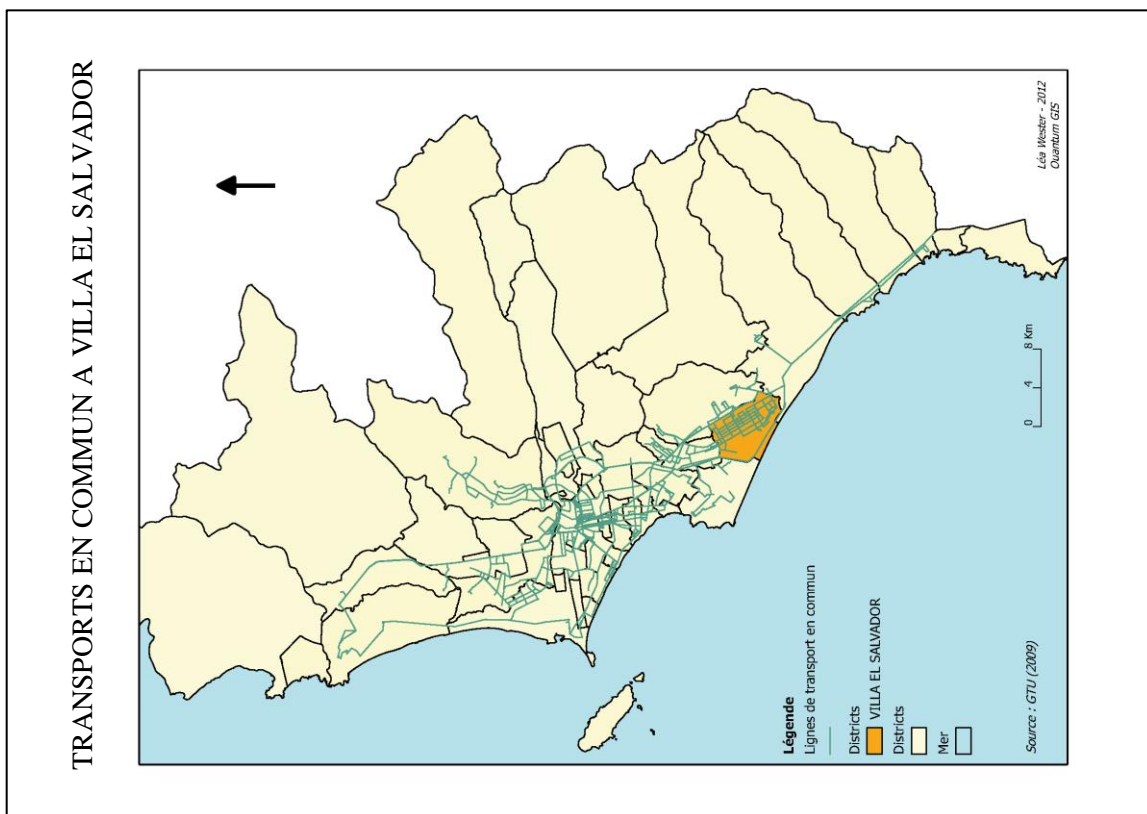 TRANSPORTS EN COMMUN A VILLA EL SALVADOR
Léa Wester - 2012
Quantum GIS
0 4 8 Km
Légende
Lignes de transport en commun
Districts
VILLA EL SALVADOR
Districts
Mer
Source : GTU (2009)